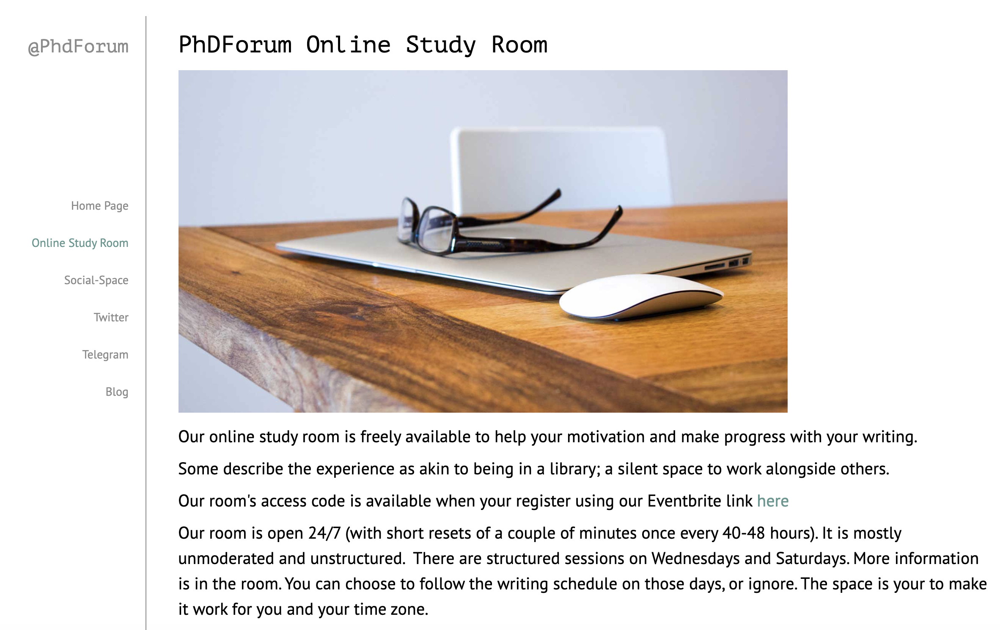 @PhdForum
Home Page
Online Study Room
Social-Space
Twitter
Telegram
Blog
PhDForum Online Study Room
Our online study room is freely available to help your motivation and make progress with your writing.
Some describe the experience as akin to being in a library; a silent space to work alongside others.
Our room's access code is available when your register using our Eventbrite link here
Our room is open 24/7 (with short resets of a couple of minutes once every 40-48 hours). It is mostly
unmoderated and unstructured.  There are structured sessions on Wednesdays and Saturdays. More information
is in the room. You can choose to follow the writing schedule on those days, or ignore. The space is your to make
it work for you and your time zone.